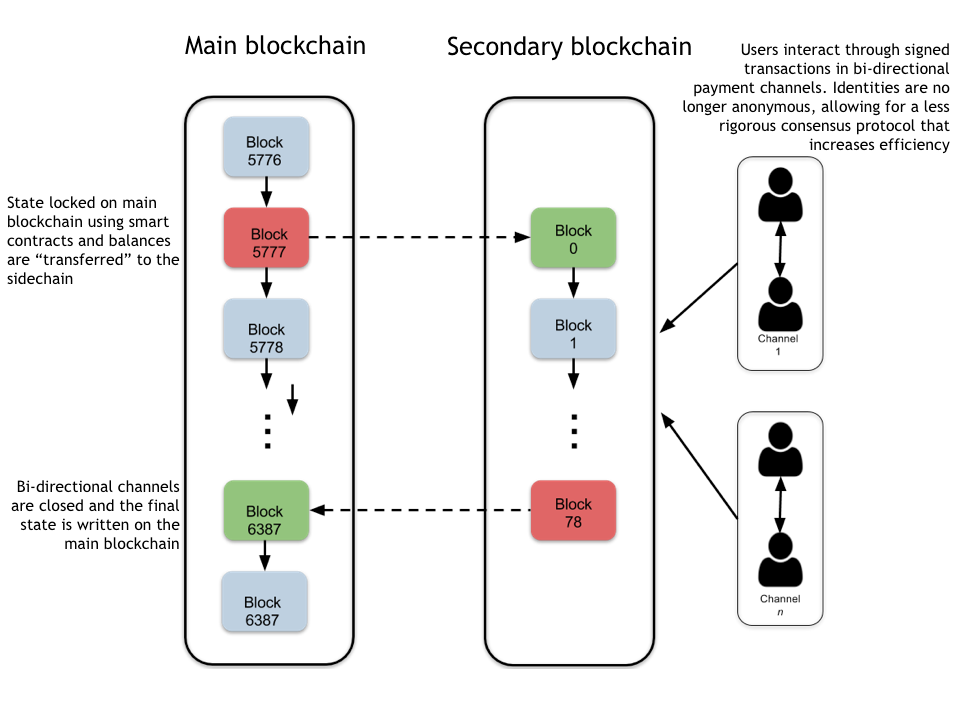 Main blockchain
Secondary blockchain
Users interact through signed
transactions in bi-directional
payment channels. Identities are no
longer anonymous, allowing for a less
rigorous consensus protocol that
increases efficiency
State locked on main
blockchain using smart
contracts and balances
are “transferred” to the
sidechain
Block
5776
Block
5777
Block
5778
Block
0
Block
1
Channel
1
Bi-directional channels
are closed and the final
state is written on the
main blockchain
Block
6387
Block
6387
Block
78
Channel
n